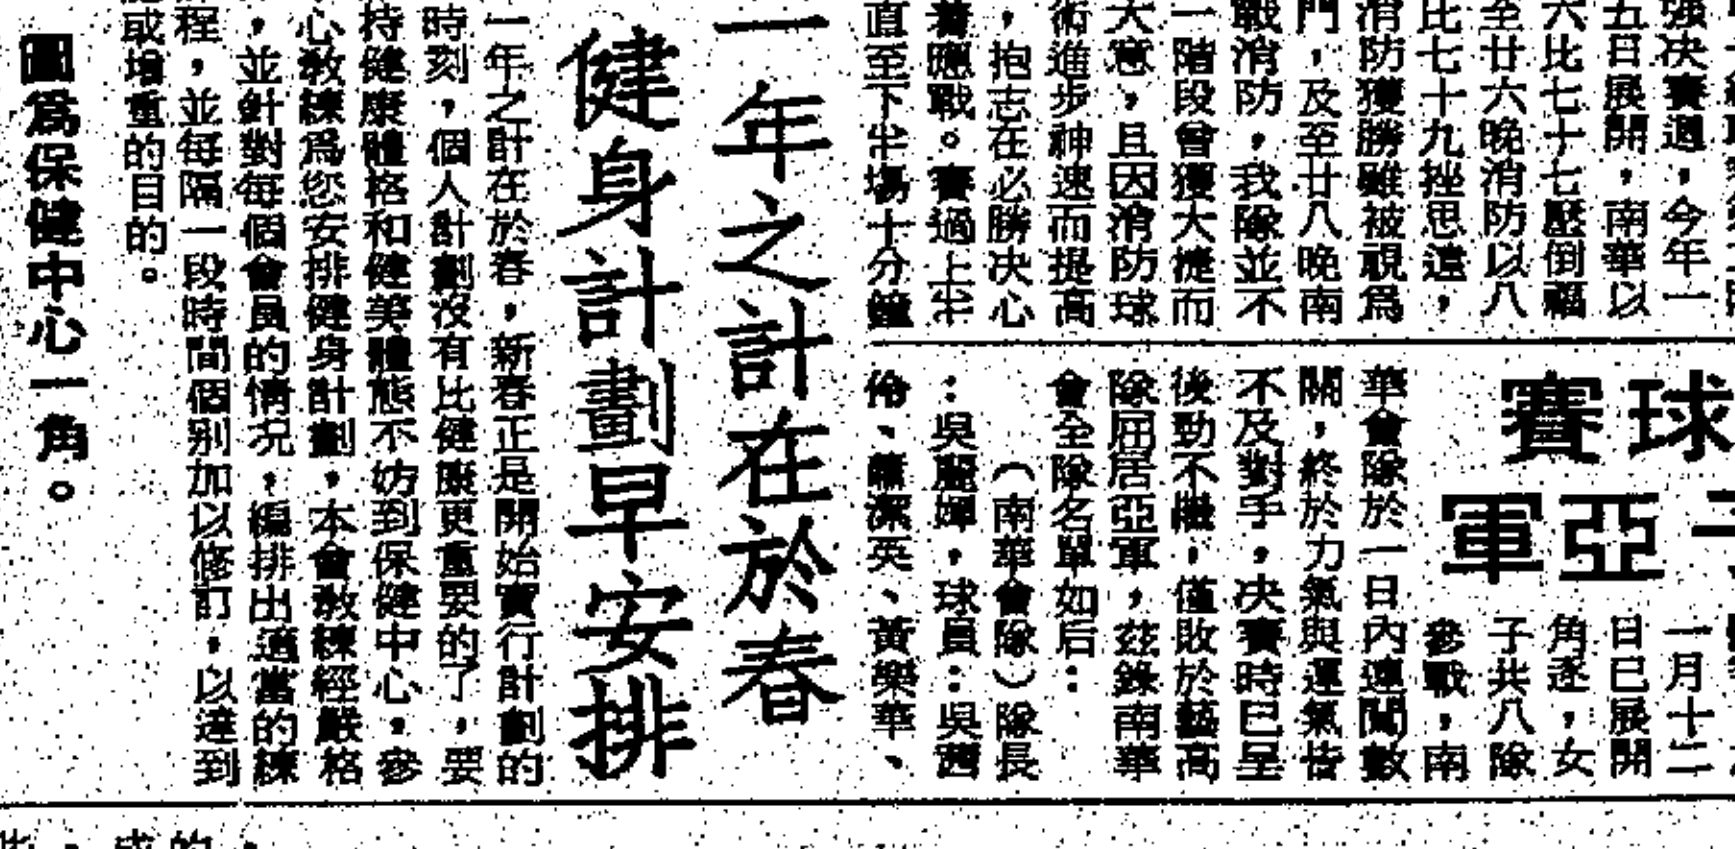 強决賽週，今年一
五日展開，南華以
六比七十七壓倒福
至廿六晚消防以八
比七十九挫思遠，
消防獲勝雖被視爲
門，及至廿八晚南
戰消防，我隊並不
一階段曾獲大捷而
大意，且因消防球
術進步神速而提高
，抱志在必勝决心
着應戰。賽過上半
直至下半塲十分鐘
球賽
亞軍
一月十二
日已展開
角逐，女
子共八隊
參戰，南
華會隊於一日內連闖數
關，終於力氣與運氣皆
不及對手，决賽時已呈
後勁不繼，僅敗於藝高
隊屈居亞軍，茲錄南華
會全隊名單如后：
（南華會隊）隊長
：吳麗嬋，球員：吳茜
伶、蕭潔英、黃樂華、
一年之計在於春
健身計劃早安排
一年之計在於春，新春正是開始實行計劃的
時刻，個人計劃沒有比健康更重要的了，要
持健康體格和健美體態不妨到保健中心，參
心教練爲您安排健身計劃，本會教練經嚴格
，並針對每個會員的情况，編排出適當的練
程，並每隔一段時間個别加以修訂，以達到
或增重的目的。
圖爲保健中心一角。